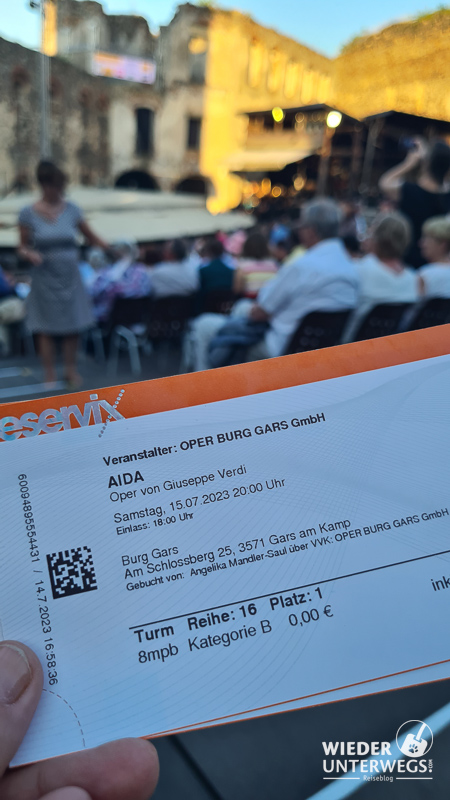 eservix
Veranstalter: OPER BURG GARS GmbH
AIDA
Oper von Giuseppe Verdi
Samstag, 15.07.2023 20:00 Uhr
Einlass: 18:00 Uhr
Burg Gars
Am Schlossberg 25, 3571 Gars am Kamp
Gebucht von: Angelika Mandler-Saul über VVK: OPER BURG GARS GmbH
Turm Reihe: 16 Platz: 1
8mpb Kategorie B 0,00 €
ink
6009489555544431 / 14.7.2023 16:58:36
WIEDER
UNTERWEGS.COM
Reiseblog